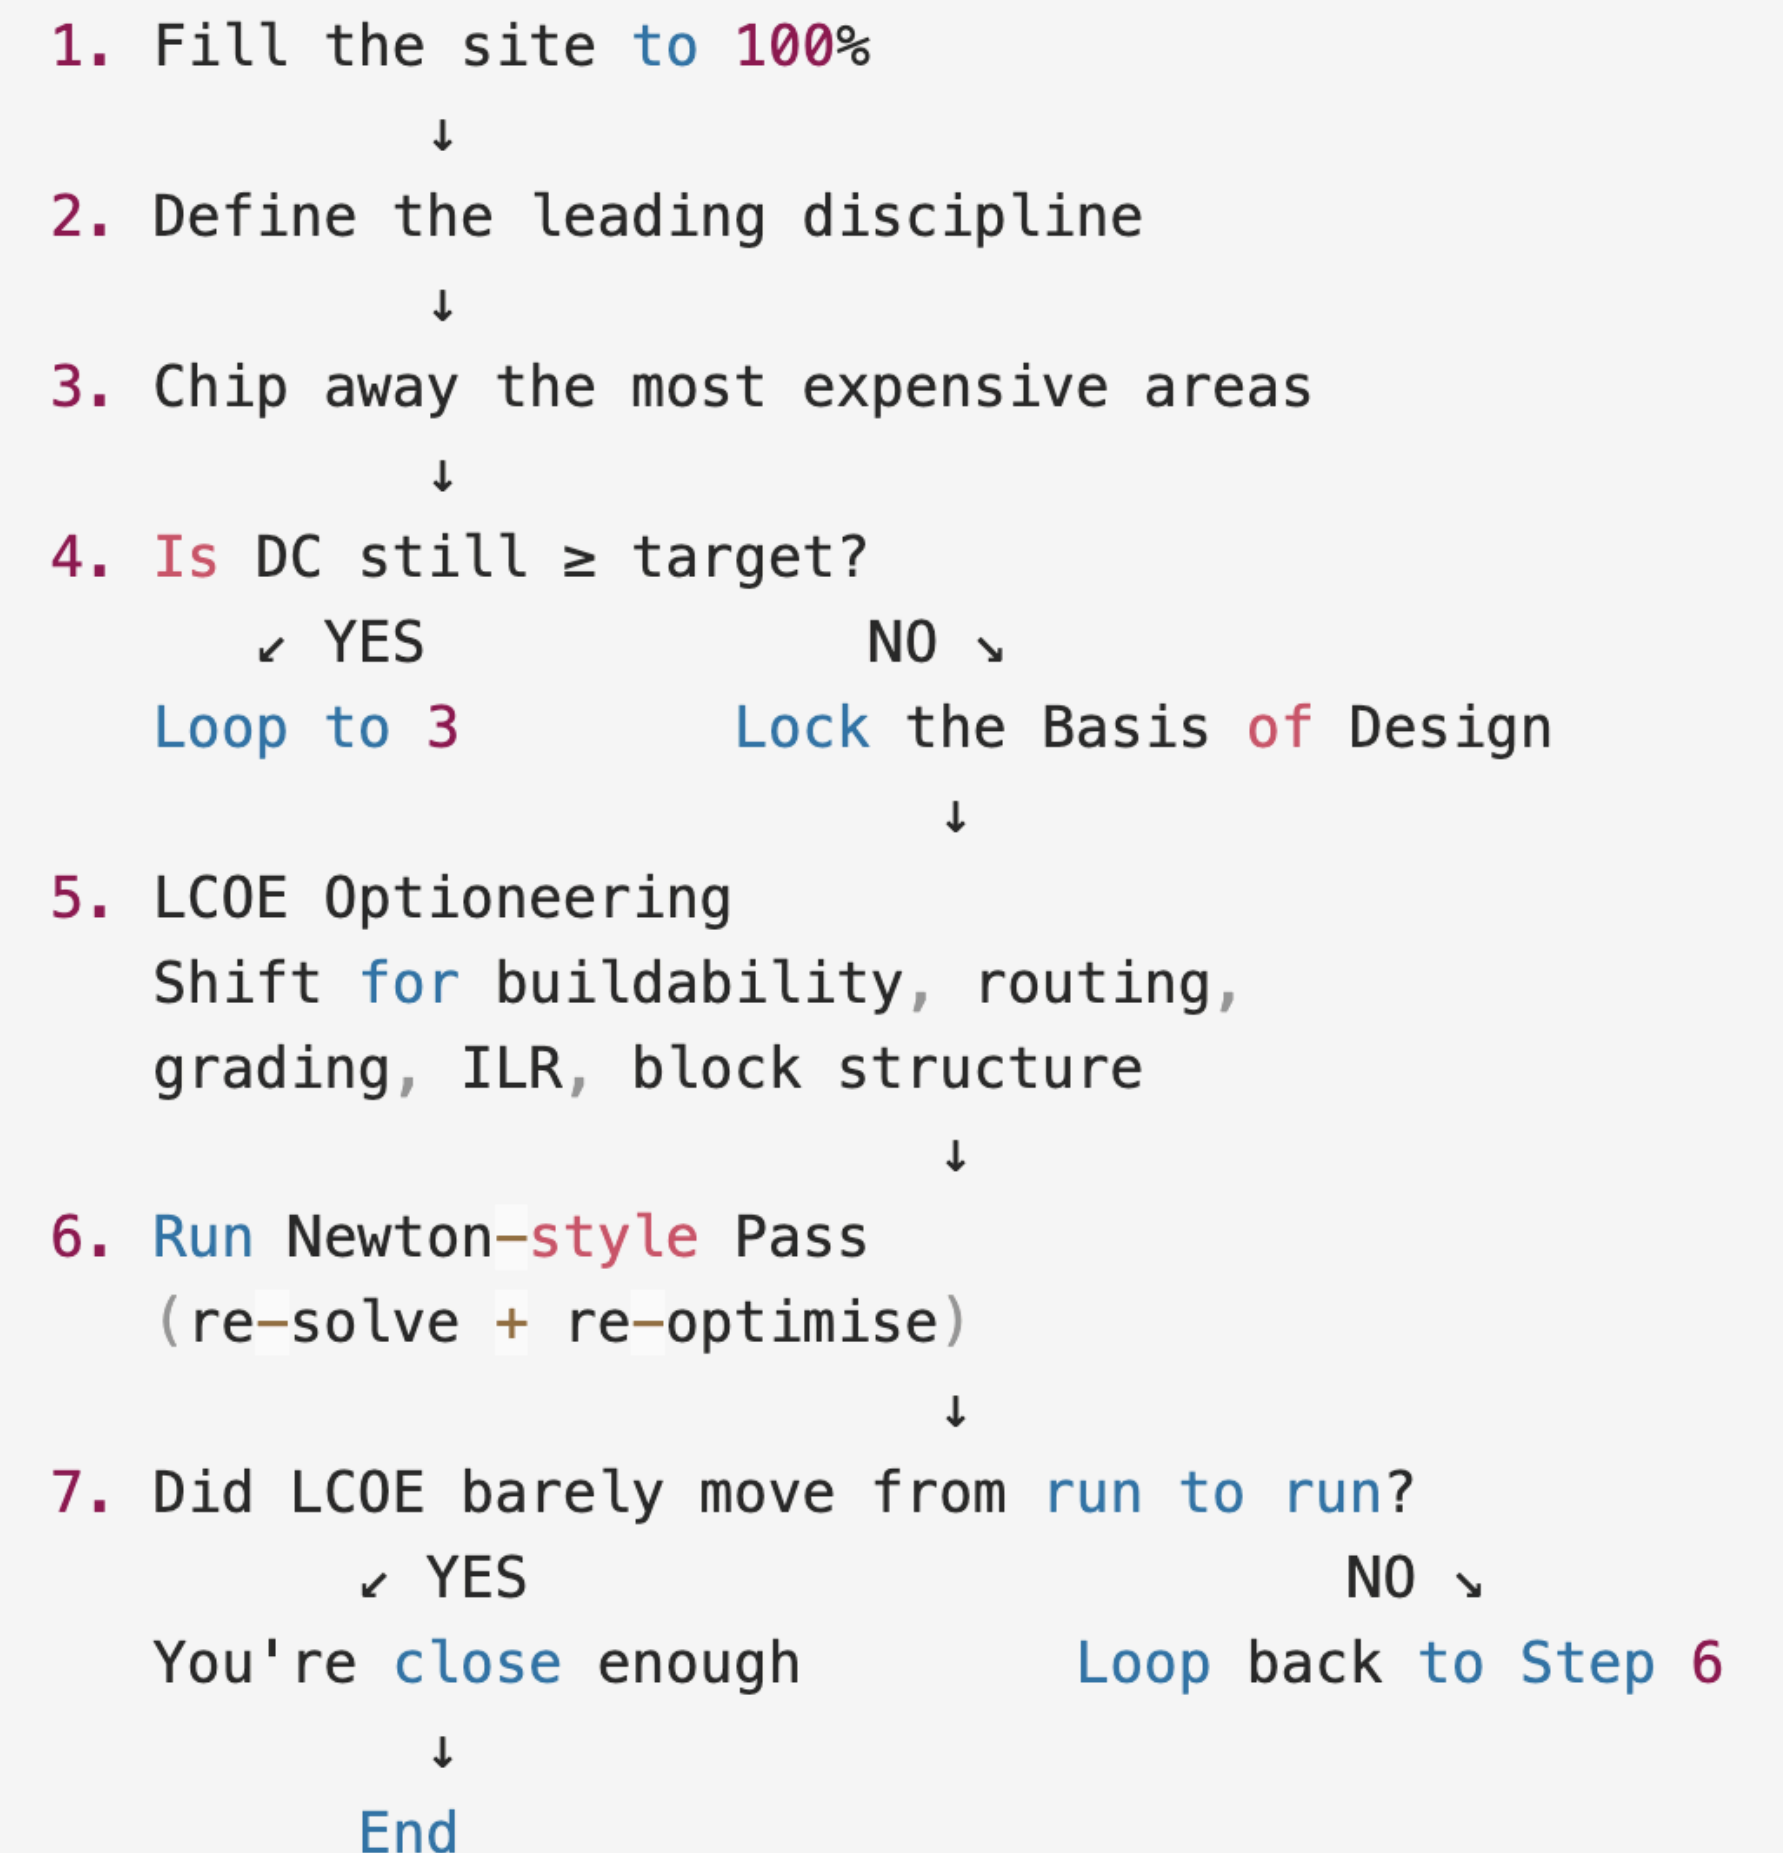 1. Fill the site to 100%
↓
2. Define the leading discipline
↓
3. Chip away the most expensive areas
↓
4. Is DC still ≥ target?
↙ YES NO ↘
Loop to 3 Lock the Basis of Design
↓
5. LCOE Optioneering
Shift for buildability, routing,
grading, ILR, block structure
↓
6. Run Newton-style Pass
(re-solve + re-optimise)
↓
7. Did LCOE barely move from run to run?
↙ YES NO ↘
You're close enough Loop back to Step 6
↓
End